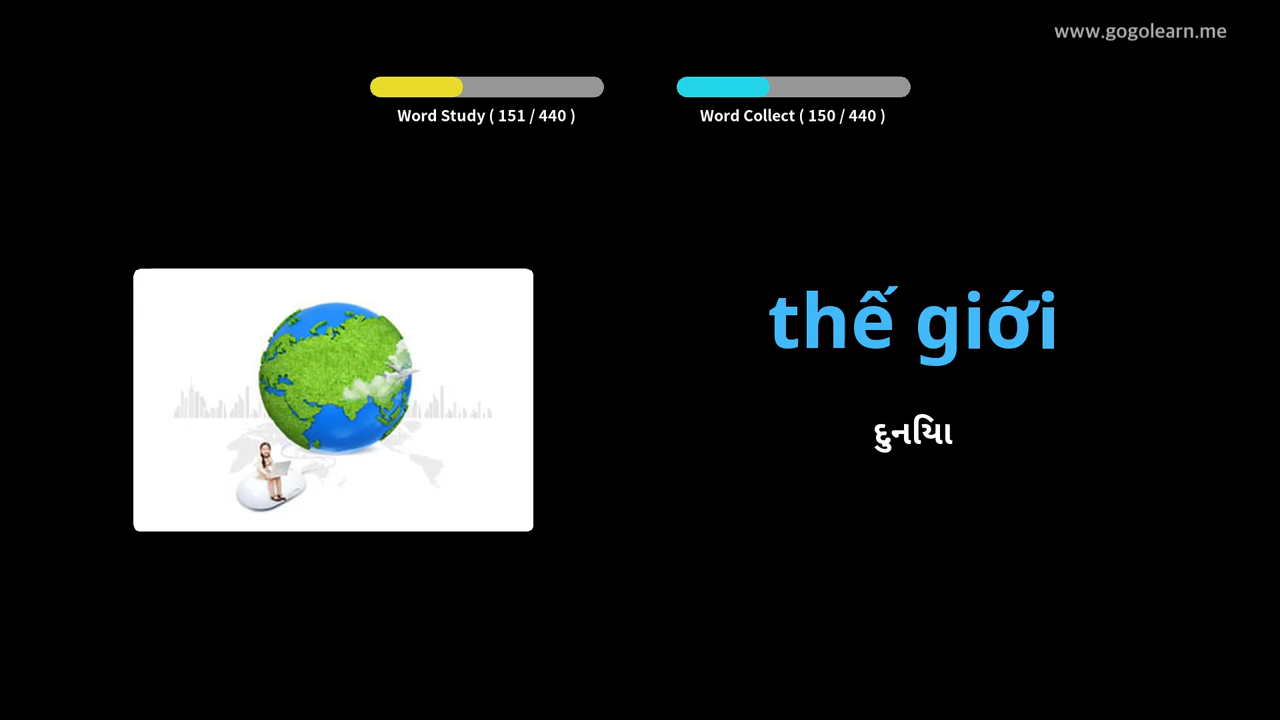 www.gogolearn.me
Word Study ( 151 / 440 )
Word Collect ( 150 / 440 )
thế giới
દુનિયા